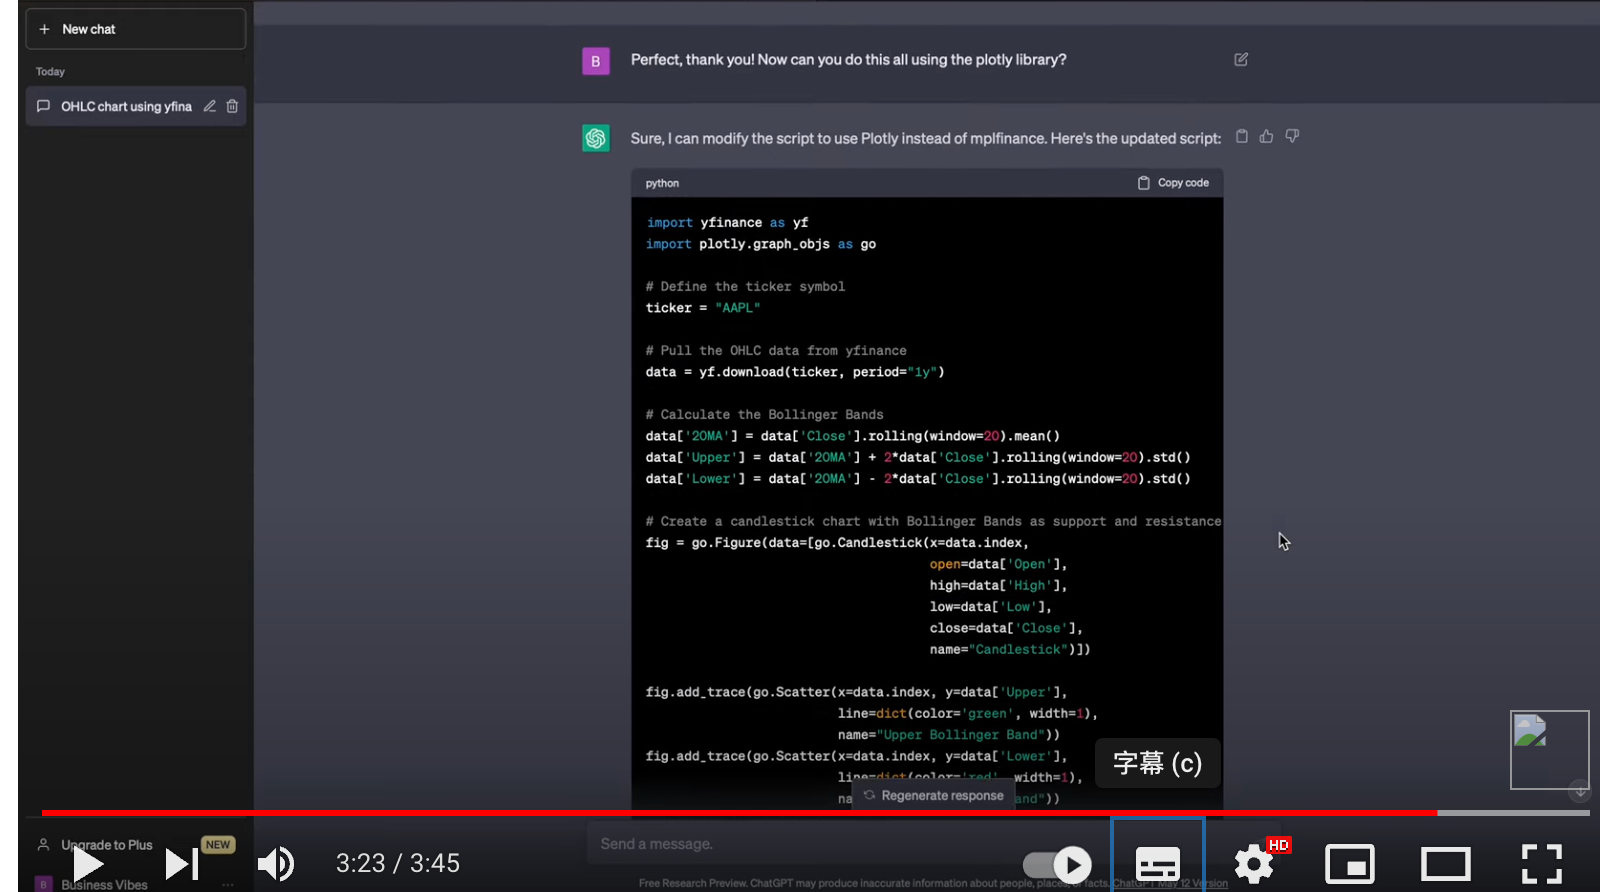 New chat
Today
OHLC chart using yfina
B
Perfect, thank you! Now can you do this all using the plotly library?
Sure, I can modify the script to use Plotly instead of mplfinance. Here's the updated script:
python
Copy code
import yfinance as yf
import plotly.graph_objs as go
# Define the ticker symbol
ticker = "AAPL"
# Pull the OHLC data from yfinance
data = yf.download(ticker, period="1y")
# Calculate the Bollinger Bands
data['20MA'] = data['Close'].rolling(window=20).mean()
data['Upper'] = data['20MA'] + 2*data['Close'].rolling(window=20).std()
data['Lower'] = data['20MA'] - 2*data['Close'].rolling(window=20).std()
# Create a candlestick chart with Bollinger Bands as support and resistance
fig = go.Figure(data=[go.Candlestick(x=data.index,
open=data['Open'],
high=data['High'],
low=data['Low'],
close=data['Close'],
name="Candlestick")])
fig.add_trace(go.Scatter(x=data.index, y=data['Upper'],
line=dict(color='green', width=1),
name="Upper Bollinger Band"))
fig.add_trace(go.Scatter(x=data.index, y=data['Lower'],
line=dict(color='red', width=1),
na and"))
字幕 (c)
Regenerate response
Upgrade to Plus
NEW
Send a message.
3:23 / 3:45
HD
B
Business Vibes
Free Research Preview. ChatGPT may produce inaccurate information about people, places, or facts. ChatGPT May 12 Version